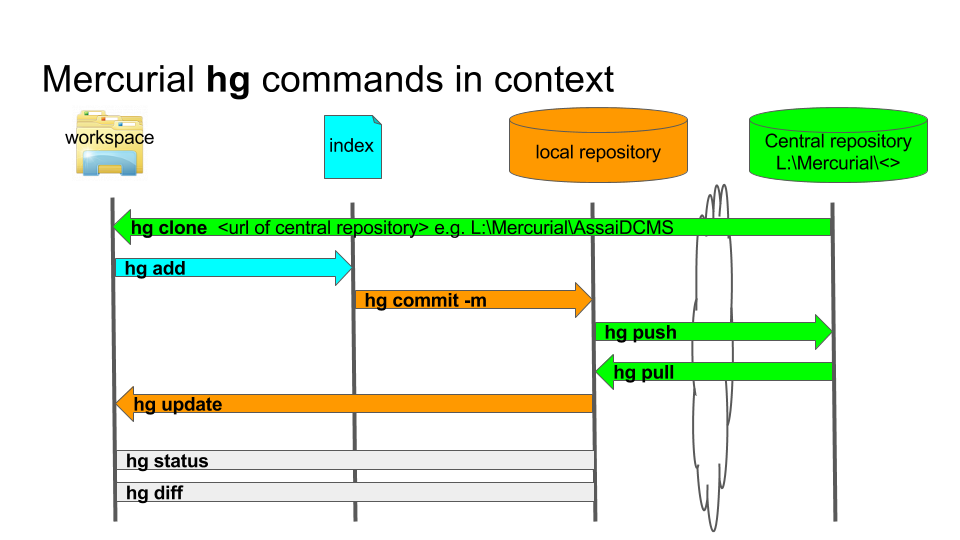 Mercurial hg commands in context
workspace
index
local repository
Central repository
L:\Mercurial\<>
hg clone <url of central repository> e.g. L:\Mercurial\AssaiDCMS
hg add
hg commit -m
hg push
hg pull
hg update
hg status
hg diff